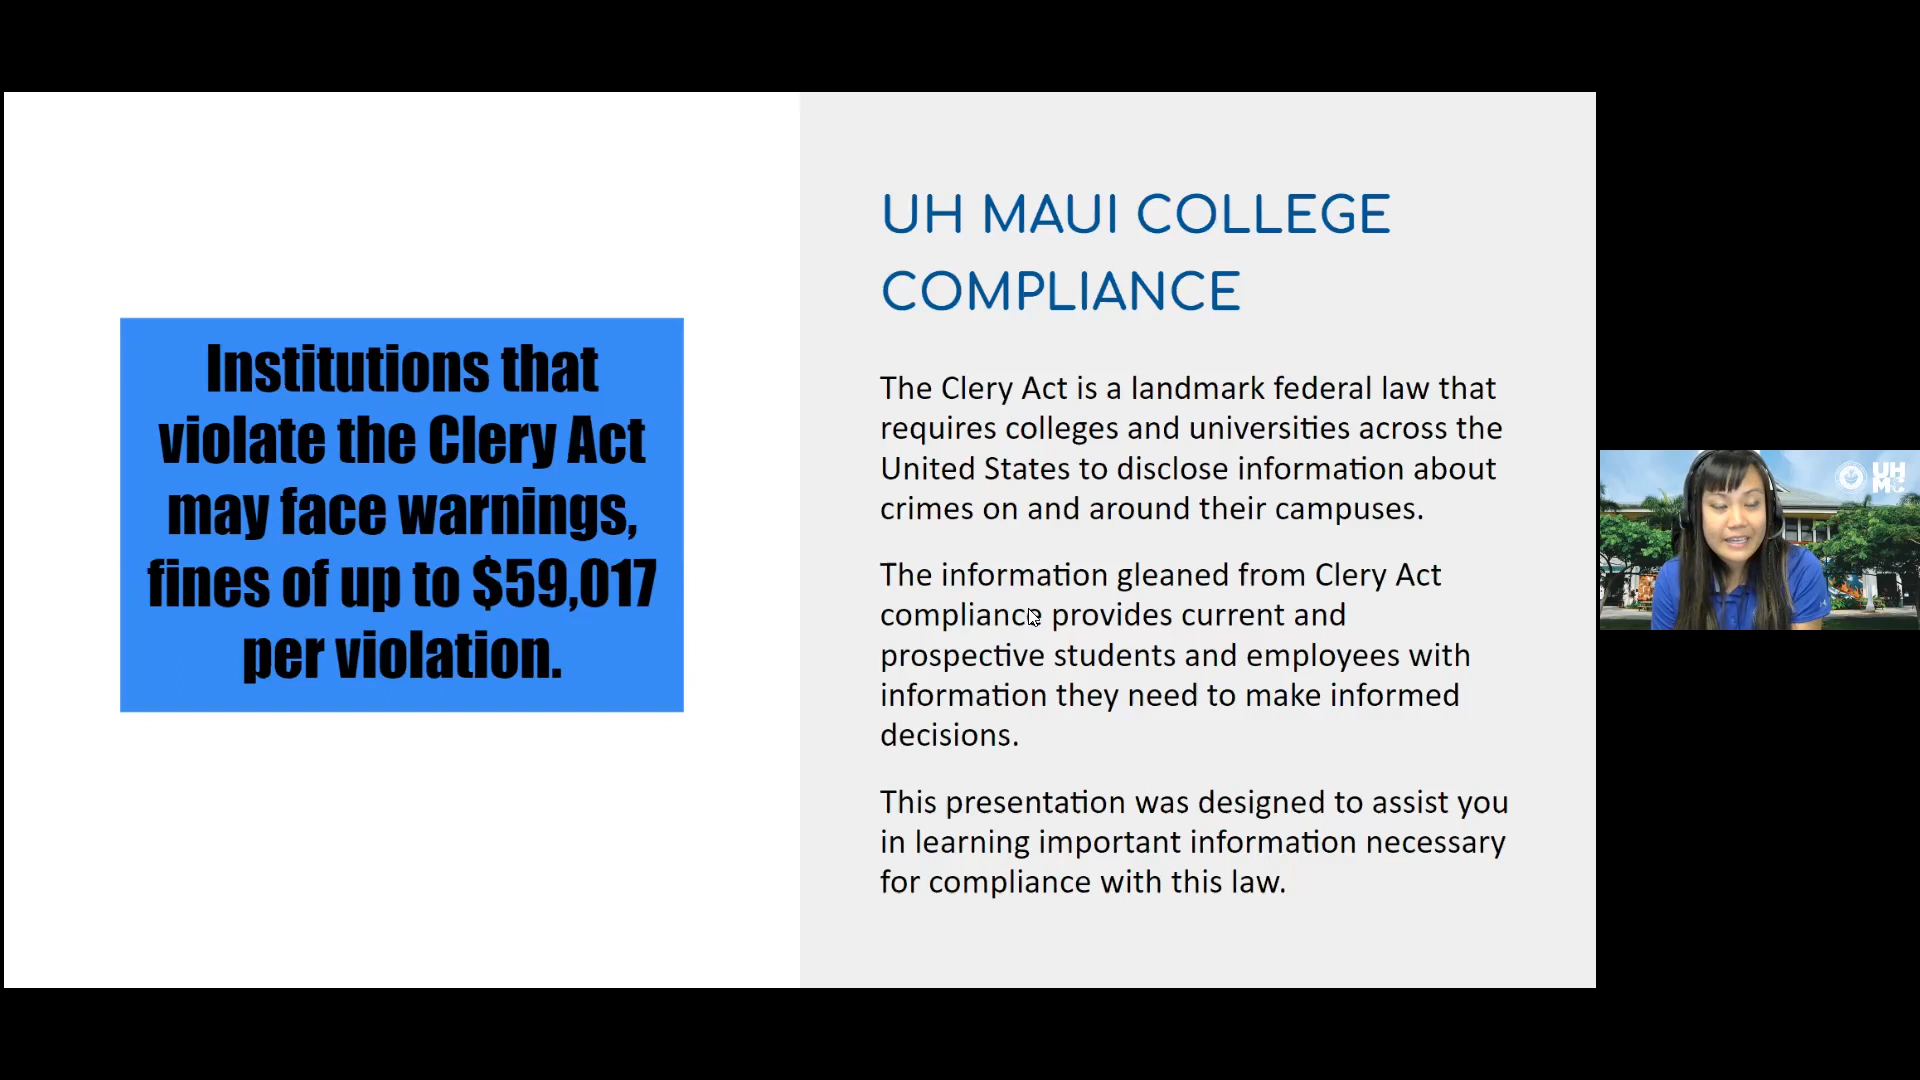 Institutions that
violate the Clery Act
may face warnings,
fines of up to $59,017
per violation.
UH MAUI COLLEGE
COMPLIANCE
The Clery Act is a landmark federal law that
requires colleges and universities across the
United States to disclose information about
crimes on and around their campuses.
The information gleaned from Clery Act
compliance provides current and
prospective students and employees with
information they need to make informed
decisions.
This presentation was designed to assist you
in learning important information necessary
for compliance with this law.
UH
MC